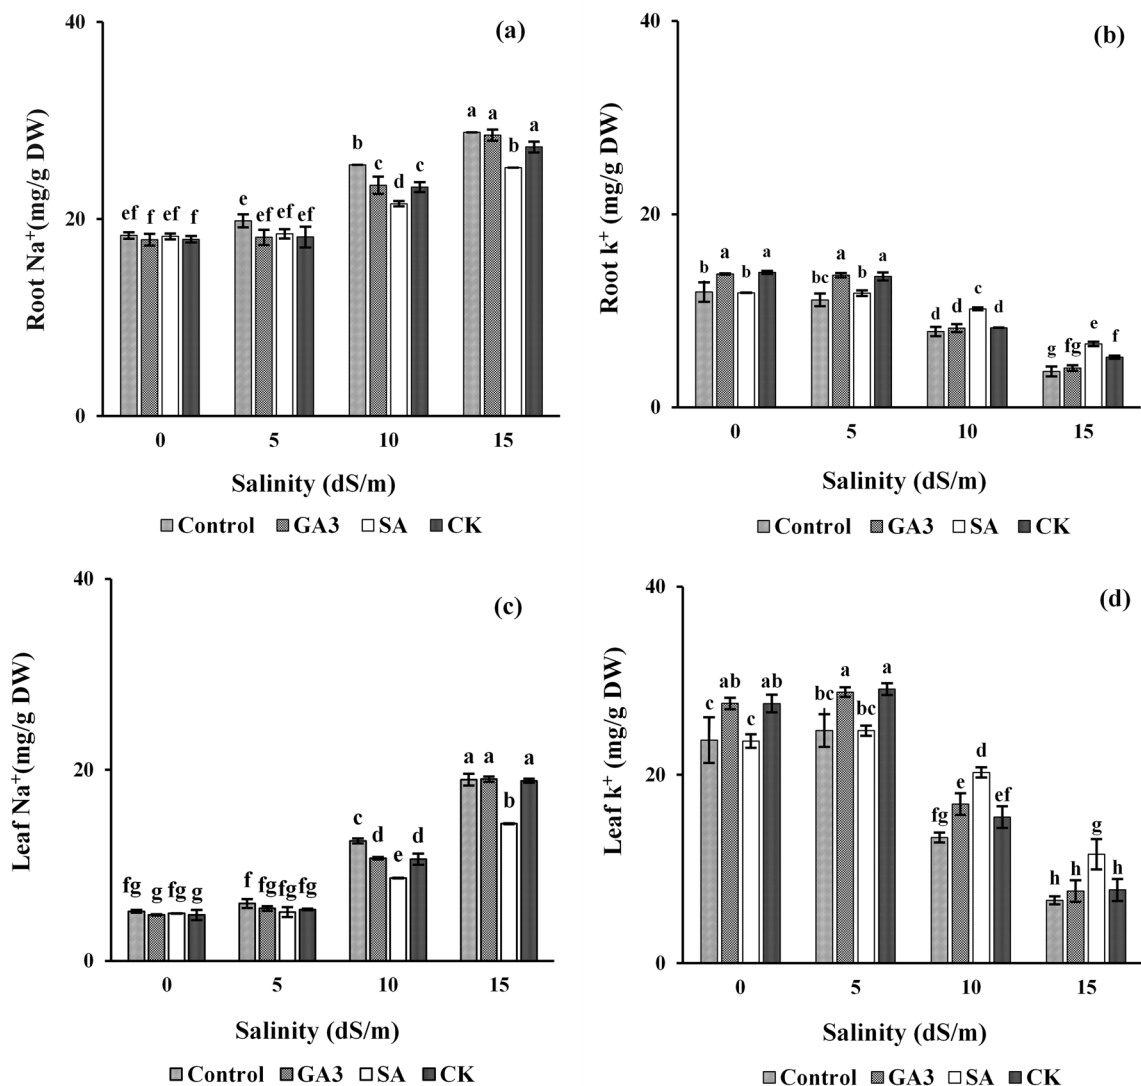 (a)
40
20
0
Root Na⁺(mg/g DW)
ef f ef f
e ef ef ef
b c d c
a a b a
0 5 10 15
Salinity (dS/m)
Control GA3 SA CK
(b)
40
20
0
Root k⁺ (mg/g DW)
b a b a
bc a b a
d d c d
g fg e f
0 5 10 15
Salinity (dS/m)
Control GA3 SA CK
(c)
40
20
0
Leaf Na⁺(mg/g DW)
fg g fg g
f fg fg fg
c d e d
a a b a
0 5 10 15
Salinity (dS/m)
Control GA3 SA CK
(d)
40
20
0
Leaf k⁺ (mg/g DW)
c ab c ab
bc a bc a
fg e d ef
h h g h
0 5 10 15
Salinity (dS/m)
Control GA3 SA CK